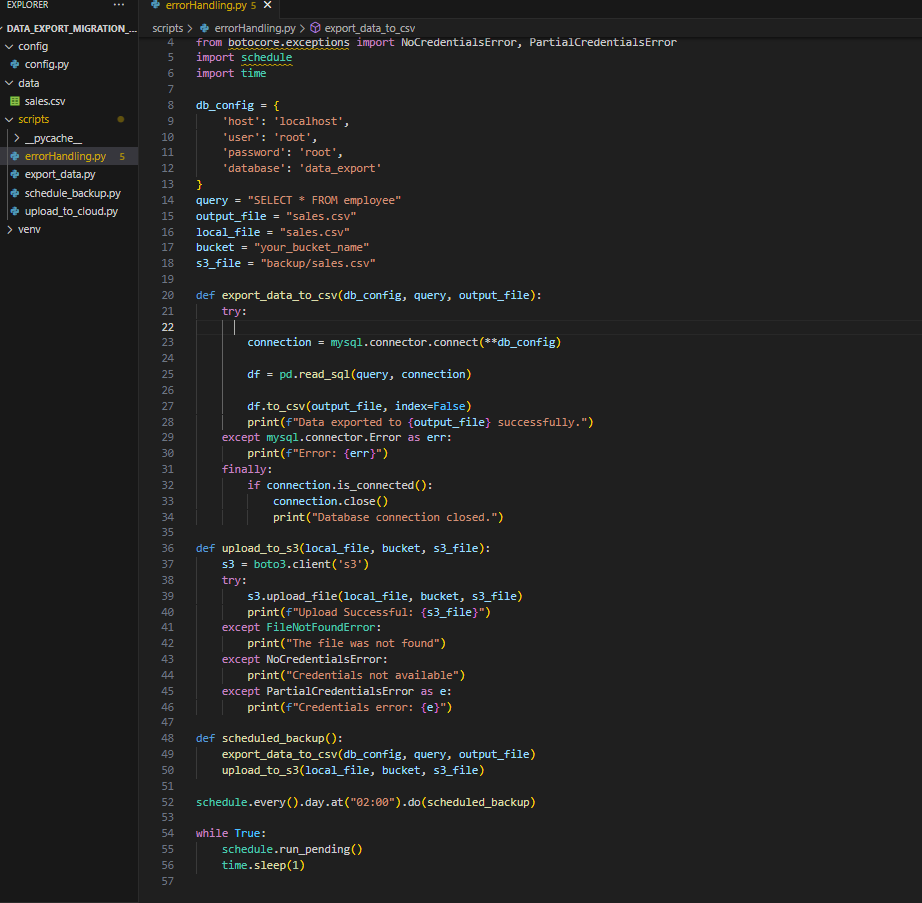 EXPLORER ···
DATA_EXPORT_MIGRATION_...
config
config.py
data
sales.csv
scripts
__pycache__
errorHandling.py 5
export_data.py
schedule_backup.py
upload_to_cloud.py
venv
errorHandling.py 5 ×
scripts > errorHandling.py > export_data_to_csv
4 from botocore.exceptions import NoCredentialsError, PartialCredentialsError
5 import schedule
6 import time
7
8 db_config = {
9     'host': 'localhost',
10     'user': 'root',
11     'password': 'root',
12     'database': 'data_export'
13 }
14 query = "SELECT * FROM employee"
15 output_file = "sales.csv"
16 local_file = "sales.csv"
17 bucket = "your_bucket_name"
18 s3_file = "backup/sales.csv"
19
20 def export_data_to_csv(db_config, query, output_file):
21     try:
22
23         connection = mysql.connector.connect(**db_config)
24
25         df = pd.read_sql(query, connection)
26
27         df.to_csv(output_file, index=False)
28         print(f"Data exported to {output_file} successfully.")
29     except mysql.connector.Error as err:
30         print(f"Error: {err}")
31     finally:
32         if connection.is_connected():
33             connection.close()
34             print("Database connection closed.")
35
36 def upload_to_s3(local_file, bucket, s3_file):
37     s3 = boto3.client('s3')
38     try:
39         s3.upload_file(local_file, bucket, s3_file)
40         print(f"Upload Successful: {s3_file}")
41     except FileNotFoundError:
42         print("The file was not found")
43     except NoCredentialsError:
44         print("Credentials not available")
45     except PartialCredentialsError as e:
46         print(f"Credentials error: {e}")
47
48 def scheduled_backup():
49     export_data_to_csv(db_config, query, output_file)
50     upload_to_s3(local_file, bucket, s3_file)
51
52 schedule.every().day.at("02:00").do(scheduled_backup)
53
54 while True:
55     schedule.run_pending()
56     time.sleep(1)
57